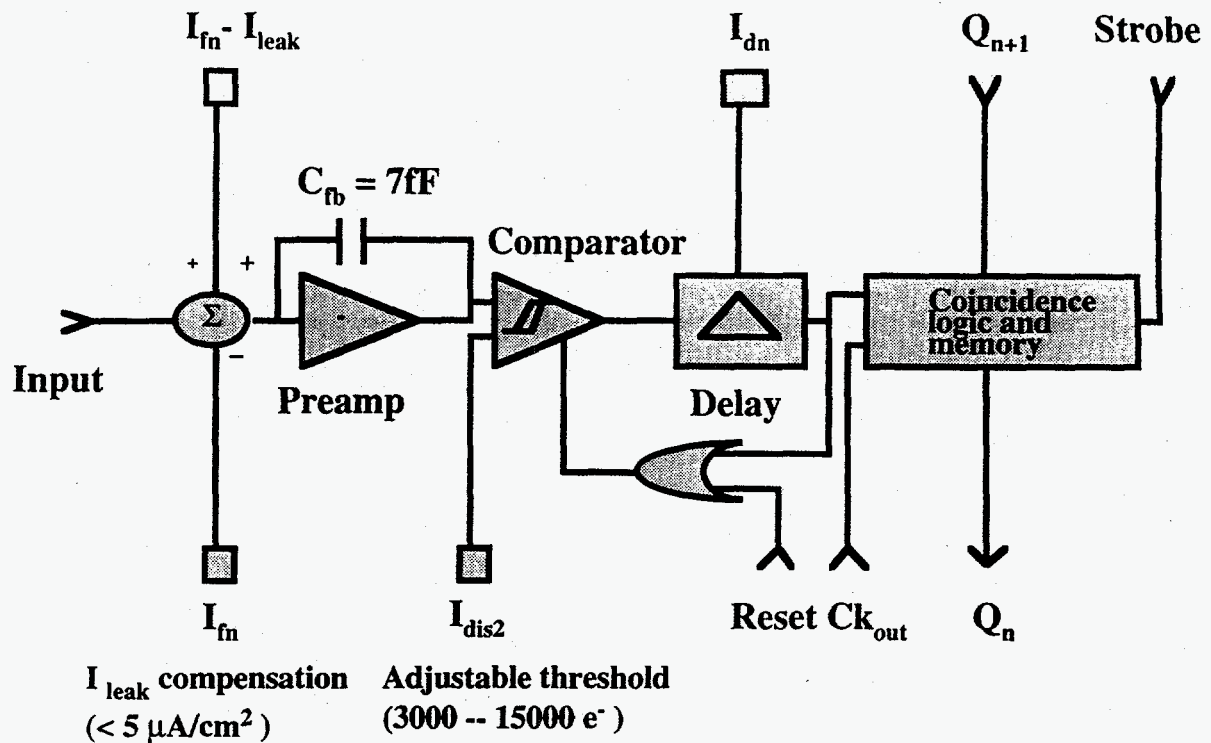 I_fn - I_leak
I_dn
Q_n+1
Strobe
C_fb = 7fF
Comparator
+ +
Σ
-
−
Coincidence
logic and
memory
Input
Preamp
Delay
I_fn
I_dis2
Reset Ck_out
Q_n
I_leak compensation
(< 5 μA/cm²)
Adjustable threshold
(3000 -- 15000 e⁻)